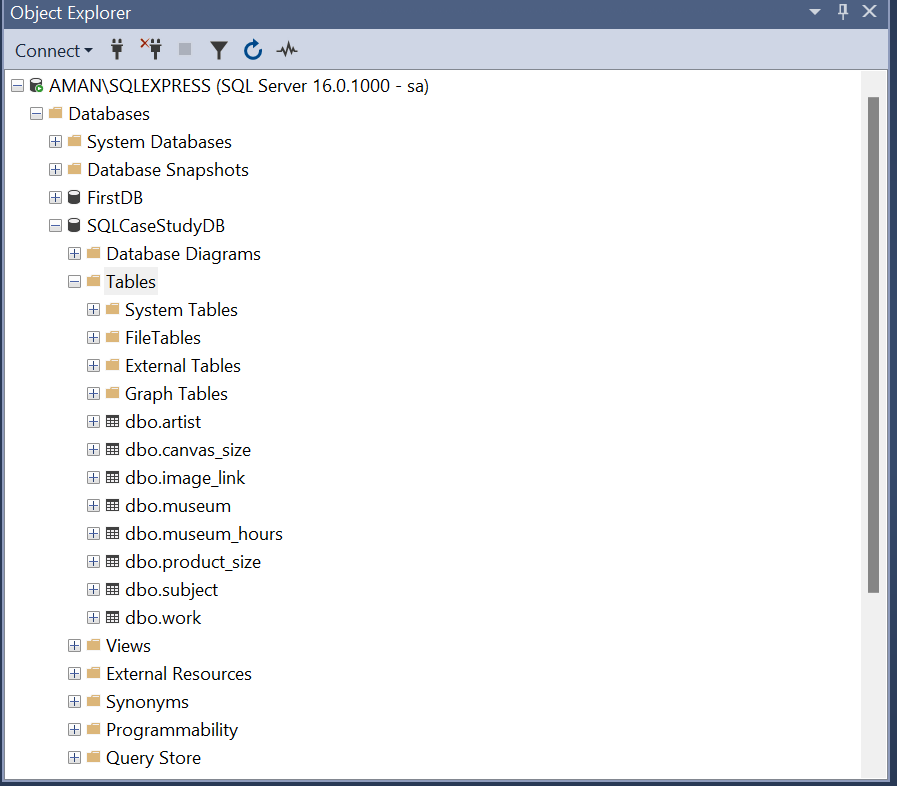 Object Explorer
Connect
AMAN\SQLEXPRESS (SQL Server 16.0.1000 - sa)
Databases
System Databases
Database Snapshots
FirstDB
SQLCaseStudyDB
Database Diagrams
Tables
System Tables
FileTables
External Tables
Graph Tables
dbo.artist
dbo.canvas_size
dbo.image_link
dbo.museum
dbo.museum_hours
dbo.product_size
dbo.subject
dbo.work
Views
External Resources
Synonyms
Programmability
Query Store